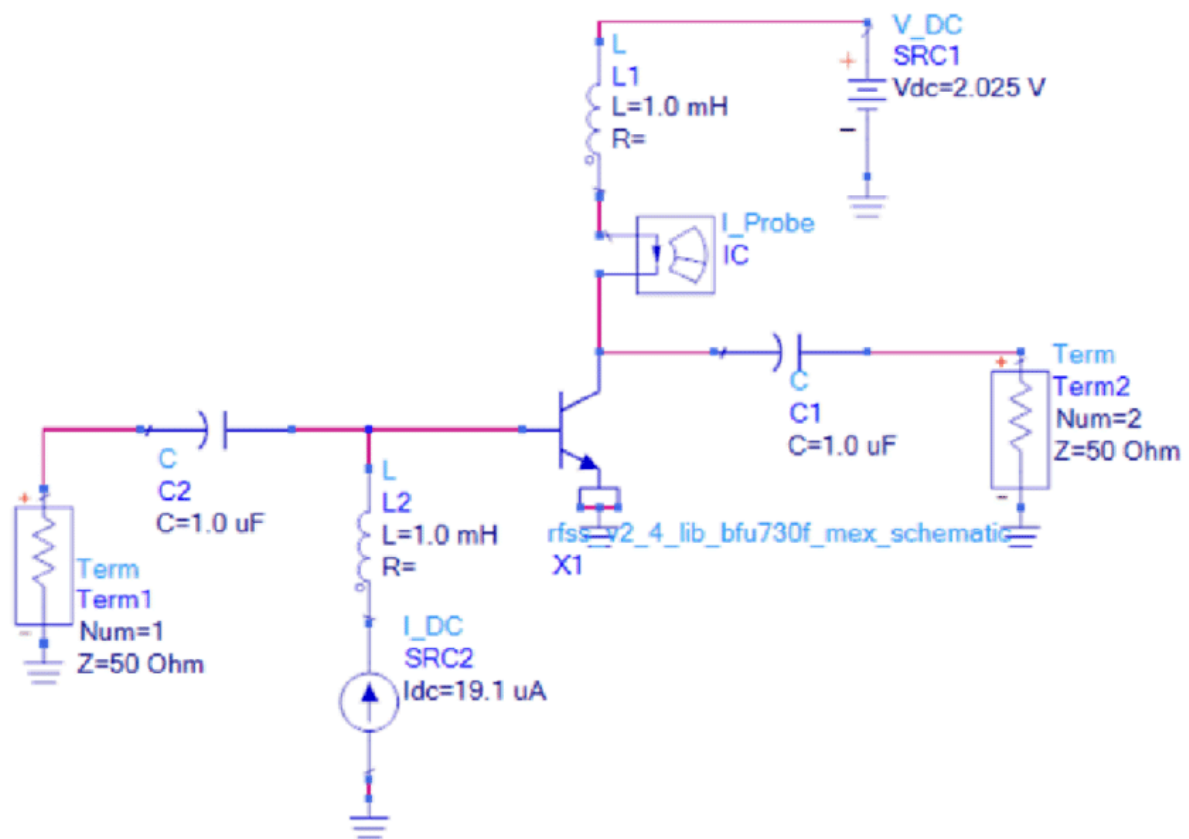 V_DC
SRC1
Vdc=2.025 V
+
-
L
L1
L=1.0 mH
R=
I_Probe
IC
C
C1
C=1.0 uF
+
-
Term
Term2
Num=2
Z=50 Ohm
C
C2
C=1.0 uF
L
L2
L=1.0 mH
R=
rfss_v2_4_lib_bfu730f_mex_schematic
X1
+
-
Term
Term1
Num=1
Z=50 Ohm
I_DC
SRC2
Idc=19.1 uA